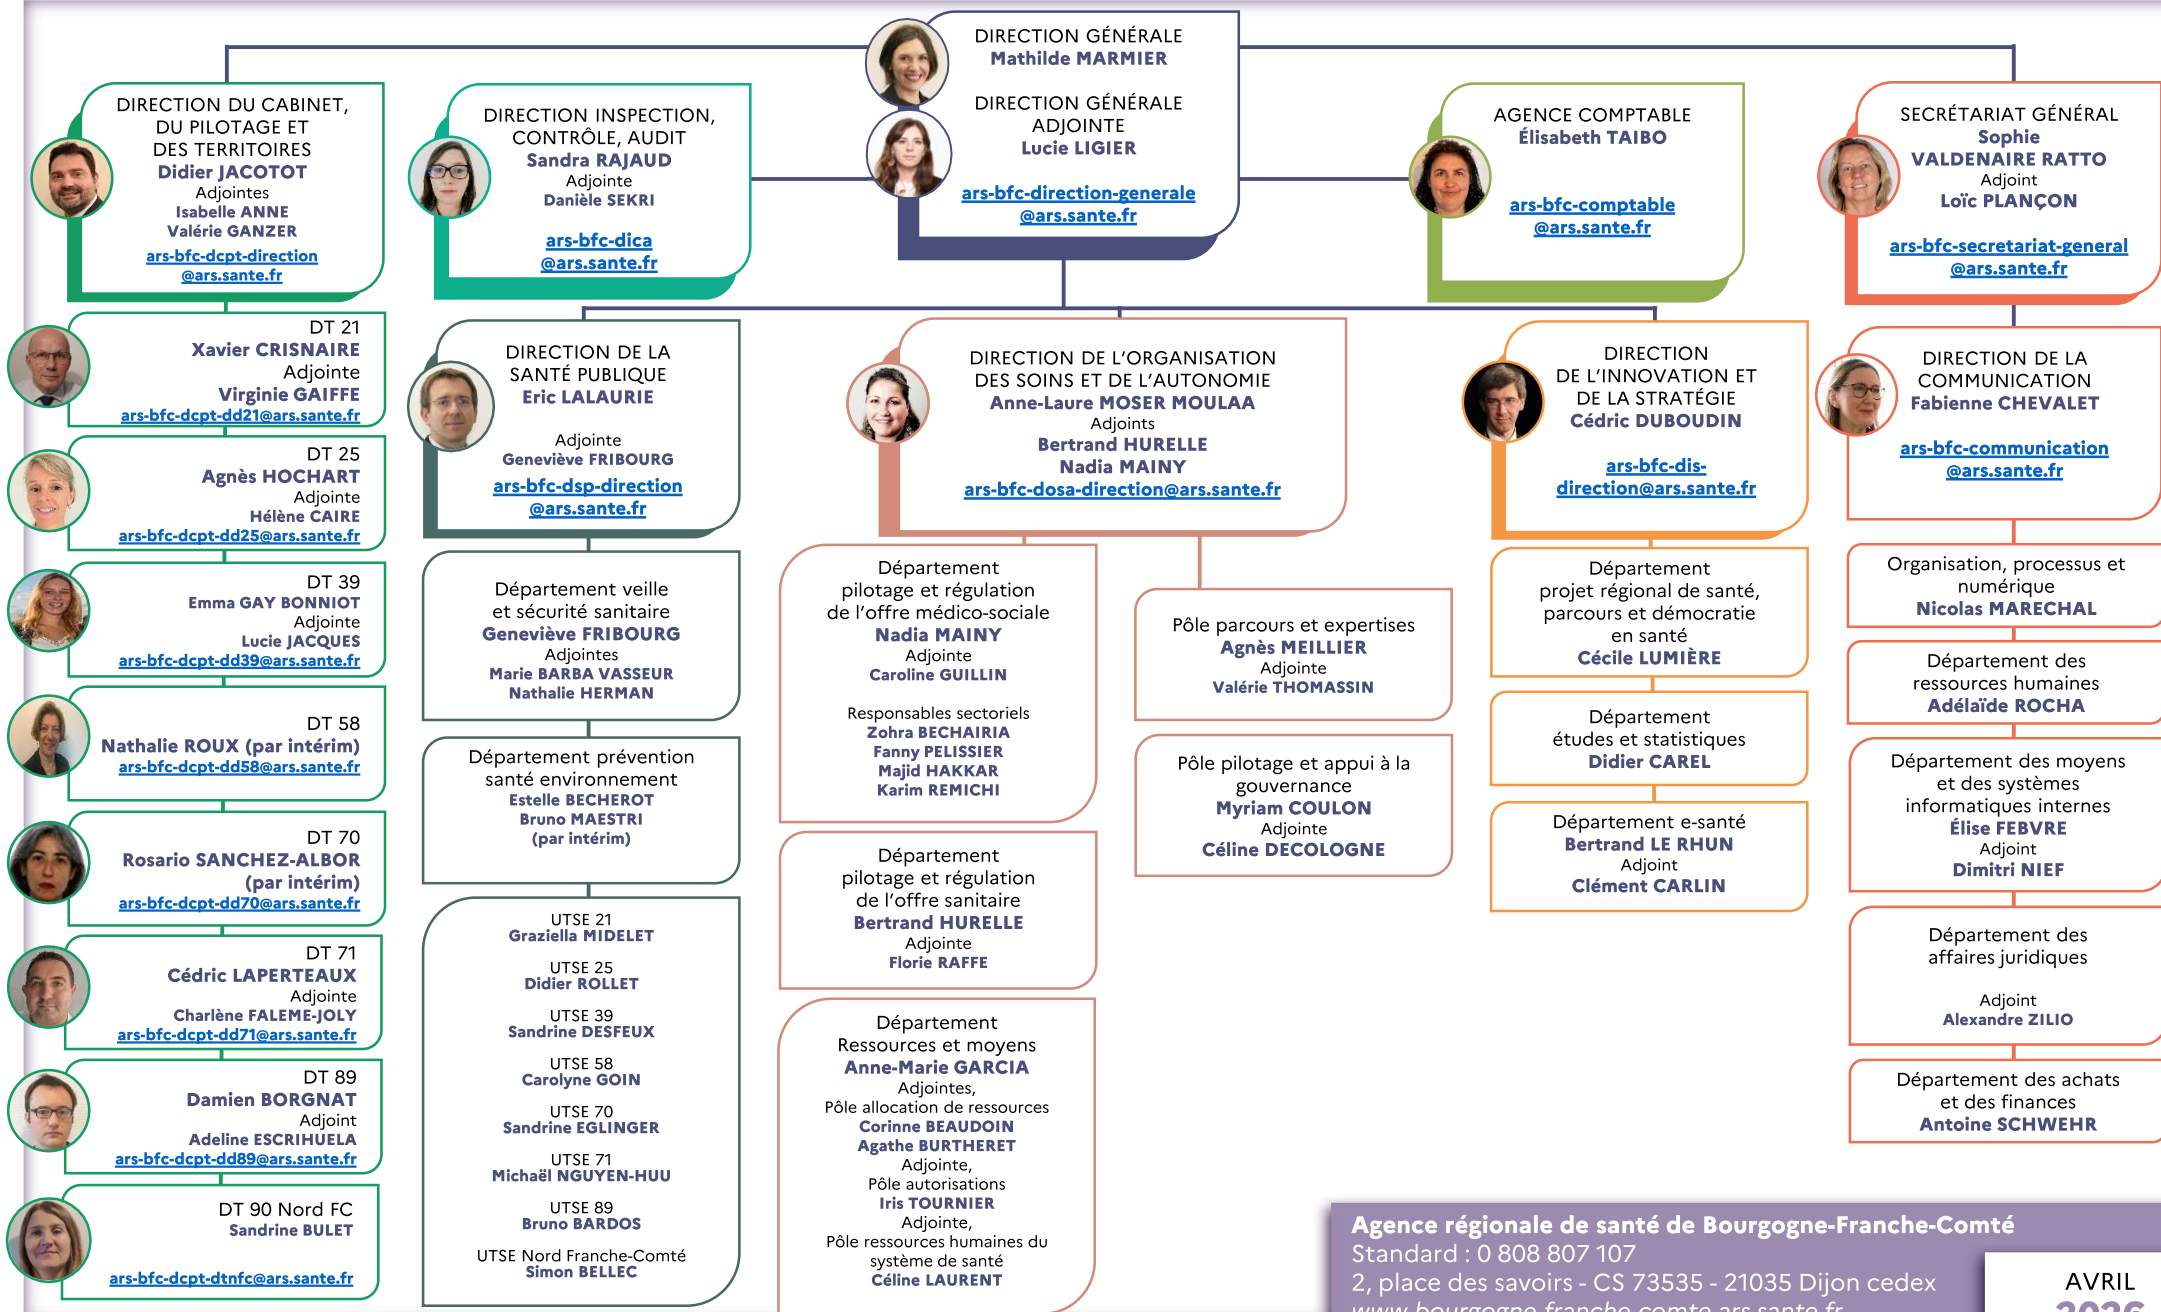 DIRECTION GÉNÉRALE
Mathilde MARMIER
DIRECTION GÉNÉRALE
ADJOINTE
Lucie LIGIER
ars-bfc-direction-generale
@ars.sante.fr
DIRECTION DU CABINET,
DU PILOTAGE ET
DES TERRITOIRES
Didier JACOTOT
Adjointes
Isabelle ANNE
Valérie GANZER
ars-bfc-dcpt-direction
@ars.sante.fr
DIRECTION INSPECTION,
CONTRÔLE, AUDIT
Sandra RAJAUD
Adjointe
Danièle SEKRI
ars-bfc-dica
@ars.sante.fr
AGENCE COMPTABLE
Élisabeth TAIBO
ars-bfc-comptable
@ars.sante.fr
SECRÉTARIAT GÉNÉRAL
Sophie
VALDENAIRE RATTO
Adjoint
Loïc PLANÇON
ars-bfc-secretariat-general
@ars.sante.fr
DT 21
Xavier CRISNAIRE
Adjointe
Virginie GAIFFE
ars-bfc-dcpt-dd21@ars.sante.fr
DT 25
Agnès HOCHART
Adjointe
Hélène CAIRE
ars-bfc-dcpt-dd25@ars.sante.fr
DT 39
Emma GAY BONNIOT
Adjointe
Lucie JACQUES
ars-bfc-dcpt-dd39@ars.sante.fr
DT 58
Nathalie ROUX (par intérim)
ars-bfc-dcpt-dd58@ars.sante.fr
DT 70
Rosario SANCHEZ-ALBOR
(par intérim)
ars-bfc-dcpt-dd70@ars.sante.fr
DT 71
Cédric LAPERTEAUX
Adjointe
Charlène FALEME-JOLY
ars-bfc-dcpt-dd71@ars.sante.fr
DT 89
Damien BORGNAT
Adjoint
Adeline ESCRIHUELA
ars-bfc-dcpt-dd89@ars.sante.fr
DT 90 Nord FC
Sandrine BULET
ars-bfc-dcpt-dtnfc@ars.sante.fr
DIRECTION DE LA
SANTÉ PUBLIQUE
Eric LALAURIE
Adjointe
Geneviève FRIBOURG
ars-bfc-dsp-direction
@ars.sante.fr
Département veille
et sécurité sanitaire
Geneviève FRIBOURG
Adjointes
Marie BARBA VASSEUR
Nathalie HERMAN
Département prévention
santé environnement
Estelle BECHEROT
Bruno MAESTRI
(par intérim)
UTSE 21
Graziella MIDELET
UTSE 25
Didier ROLLET
UTSE 39
Sandrine DESFEUX
UTSE 58
Carolyne GOIN
UTSE 70
Sandrine EGLINGER
UTSE 71
Michaël NGUYEN-HUU
UTSE 89
Bruno BARDOS
UTSE Nord Franche-Comté
Simon BELLEC
DIRECTION DE L'ORGANISATION
DES SOINS ET DE L'AUTONOMIE
Anne-Laure MOSER MOULAA
Adjoints
Bertrand HURELLE
Nadia MAINY
ars-bfc-dosa-direction@ars.sante.fr
Département
pilotage et régulation
de l'offre médico-sociale
Nadia MAINY
Adjointe
Caroline GUILLIN
Responsables sectoriels
Zohra BECHAIRIA
Fanny PELISSIER
Majid HAKKAR
Karim REMICHI
Département
pilotage et régulation
de l'offre sanitaire
Bertrand HURELLE
Adjointe
Florie RAFFE
Département
Ressources et moyens
Anne-Marie GARCIA
Adjointes,
Pôle allocation de ressources
Corinne BEAUDOIN
Agathe BURTHERET
Adjointe,
Pôle autorisations
Iris TOURNIER
Adjointe,
Pôle ressources humaines du
système de santé
Céline LAURENT
Pôle parcours et expertises
Agnès MEILLIER
Adjointe
Valérie THOMASSIN
Pôle pilotage et appui à la
gouvernance
Myriam COULON
Adjointe
Céline DECOLOGNE
DIRECTION
DE L'INNOVATION ET
DE LA STRATÉGIE
Cédric DUBOUDIN
ars-bfc-dis-
direction@ars.sante.fr
Département
projet régional de santé,
parcours et démocratie
en santé
Cécile LUMIÈRE
Département
études et statistiques
Didier CAREL
Département e-santé
Bertrand LE RHUN
Adjoint
Clément CARLIN
DIRECTION DE LA
COMMUNICATION
Fabienne CHEVALET
ars-bfc-communication
@ars.sante.fr
Organisation, processus et
numérique
Nicolas MARECHAL
Département des
ressources humaines
Adélaïde ROCHA
Département des moyens
et des systèmes
informatiques internes
Élise FEBVRE
Adjoint
Dimitri NIEF
Département des
affaires juridiques
Adjoint
Alexandre ZILIO
Département des achats
et des finances
Antoine SCHWEHR
Agence régionale de santé de Bourgogne-Franche-Comté
Standard : 0 808 807 107
2, place des savoirs - CS 73535 - 21035 Dijon cedex
www.bourgogne-franche-comte.ars.sante.fr
AVRIL
2026